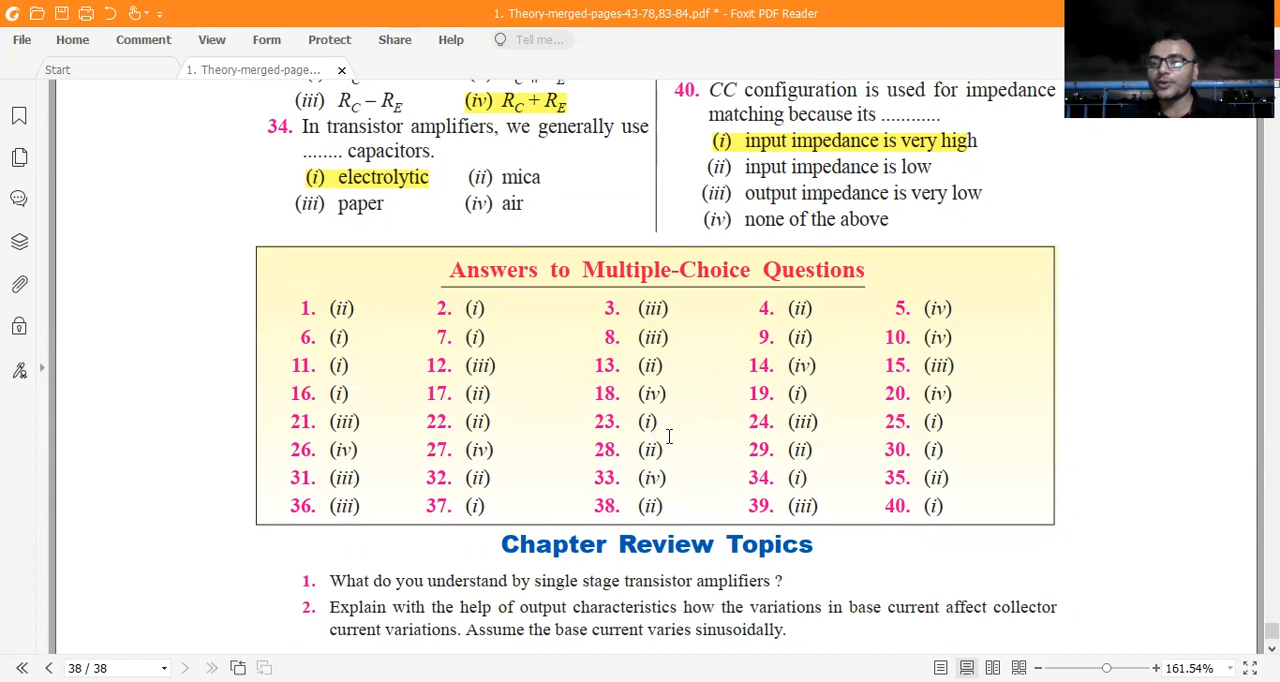 1. Theory-merged-pages-43-78,83-84.pdf * - Foxit PDF Reader
File Home Comment View Form Protect Share Help Tell me...
Start
1. Theory-merged-page...
(iii) R_C – R_E (iv) R_C + R_E
34. In transistor amplifiers, we generally use
........ capacitors.
(i) electrolytic (ii) mica
(iii) paper (iv) air
40. CC configuration is used for impedance
matching because its ............
(i) input impedance is very high
(ii) input impedance is low
(iii) output impedance is very low
(iv) none of the above
Answers to Multiple-Choice Questions
1. (ii) 2. (i) 3. (iii) 4. (ii) 5. (iv)
6. (i) 7. (i) 8. (iii) 9. (ii) 10. (iv)
11. (i) 12. (iii) 13. (ii) 14. (iv) 15. (iii)
16. (i) 17. (ii) 18. (iv) 19. (i) 20. (iv)
21. (iii) 22. (ii) 23. (i) 24. (iii) 25. (i)
26. (iv) 27. (iv) 28. (ii) 29. (ii) 30. (i)
31. (iii) 32. (ii) 33. (iv) 34. (i) 35. (ii)
36. (iii) 37. (i) 38. (ii) 39. (iii) 40. (i)
Chapter Review Topics
1. What do you understand by single stage transistor amplifiers ?
2. Explain with the help of output characteristics how the variations in base current affect collector
current variations. Assume the base current varies sinusoidally.
38 / 38
161.54%